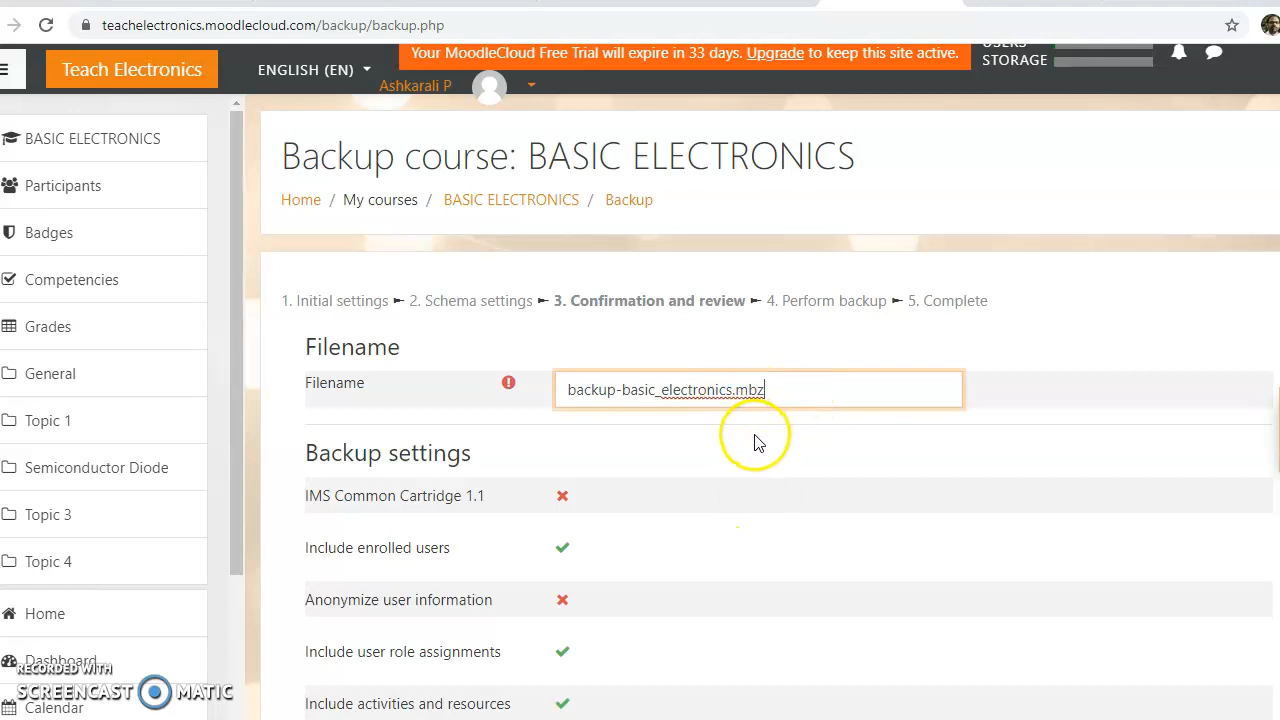 teachelectronics.moodlecloud.com/backup/backup.php
Your MoodleCloud Free Trial will expire in 33 days. Upgrade to keep this site active.
USERS
STORAGE
Teach Electronics
ENGLISH (EN)
Ashkarali P
BASIC ELECTRONICS
Participants
Badges
Competencies
Grades
General
Topic 1
Semiconductor Diode
Topic 3
Topic 4
Home
Dashboard
Calendar
Backup course: BASIC ELECTRONICS
Home / My courses / BASIC ELECTRONICS / Backup
1. Initial settings ► 2. Schema settings ► 3. Confirmation and review ► 4. Perform backup ► 5. Complete
Filename
Filename
backup-basic_electronics.mbz
Backup settings
IMS Common Cartridge 1.1
Include enrolled users
Anonymize user information
Include user role assignments
Include activities and resources
RECORDED WITH
SCREENCAST MATIC